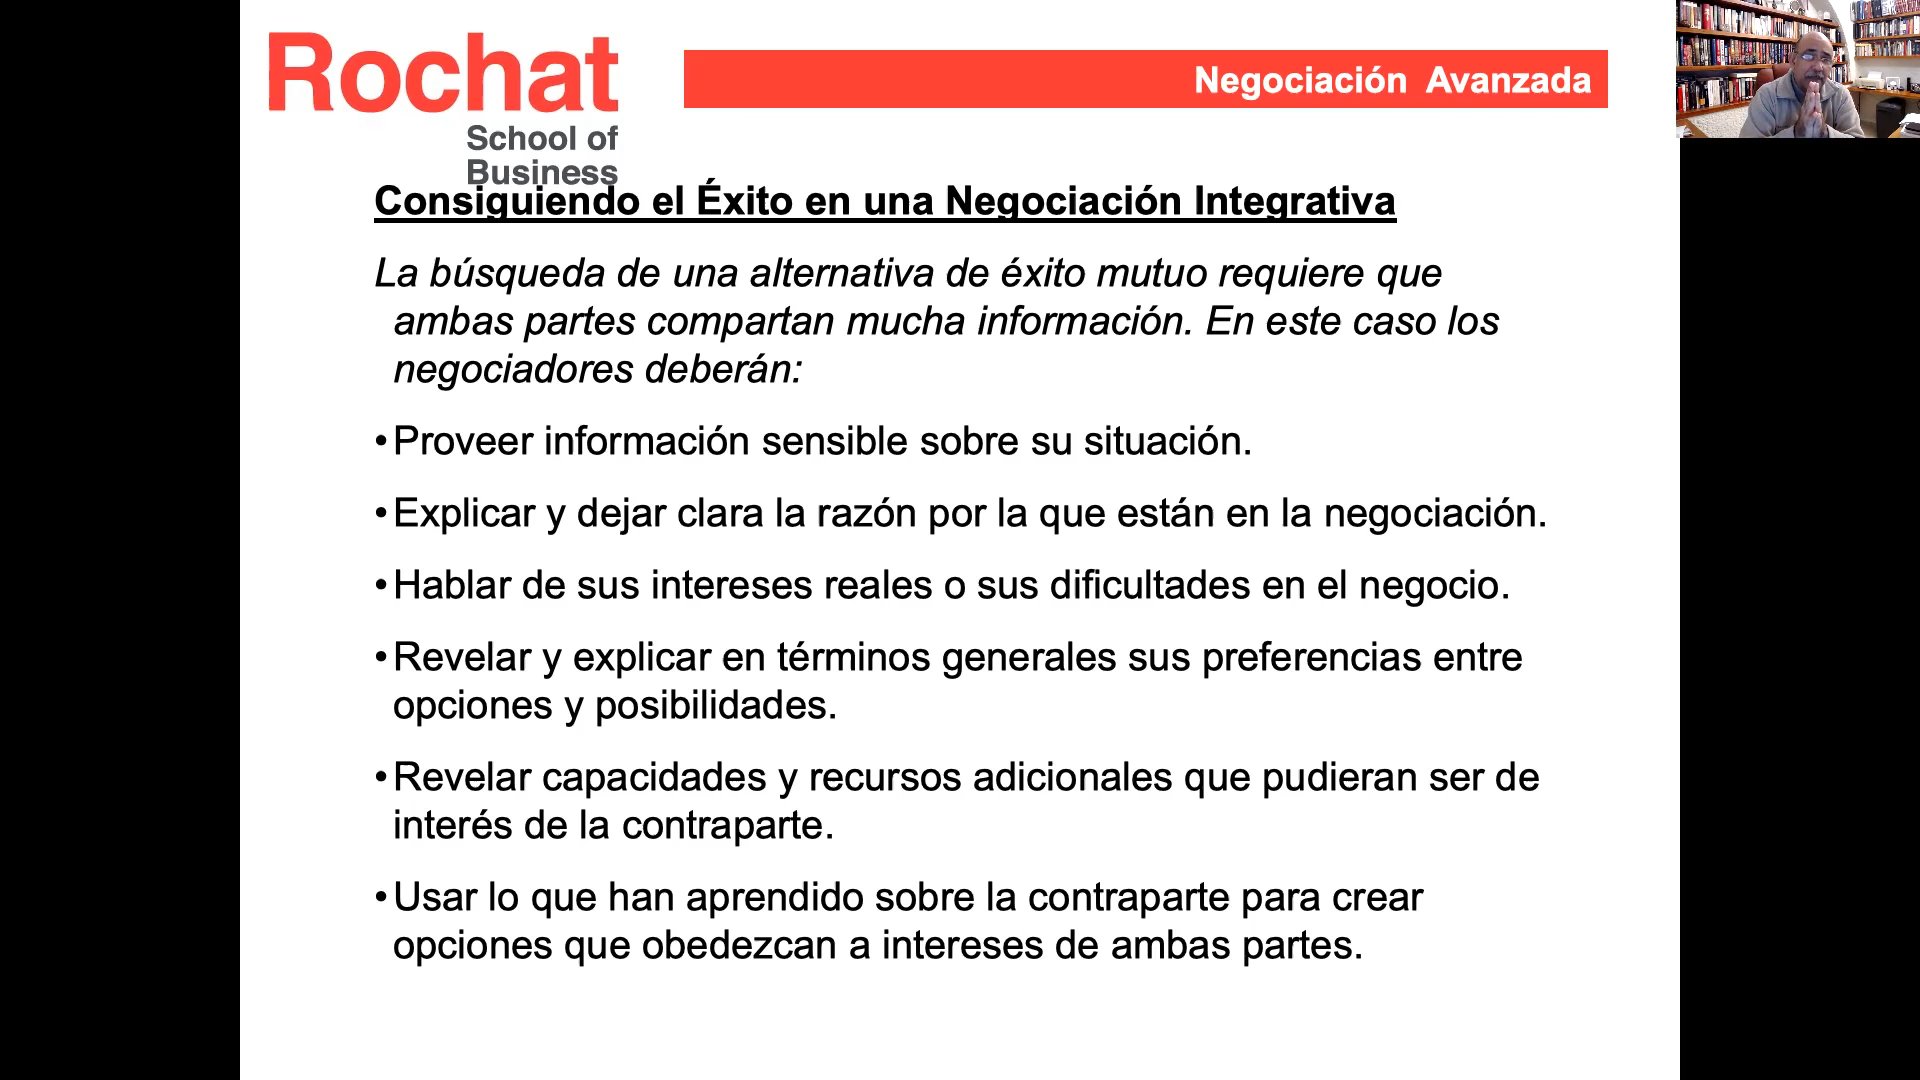 Rochat
School of
Business
Negociación Avanzada
Consiguiendo el Éxito en una Negociación Integrativa
La búsqueda de una alternativa de éxito mutuo requiere que
ambas partes compartan mucha información. En este caso los
negociadores deberán:
• Proveer información sensible sobre su situación.
• Explicar y dejar clara la razón por la que están en la negociación.
• Hablar de sus intereses reales o sus dificultades en el negocio.
• Revelar y explicar en términos generales sus preferencias entre
opciones y posibilidades.
• Revelar capacidades y recursos adicionales que pudieran ser de
interés de la contraparte.
• Usar lo que han aprendido sobre la contraparte para crear
opciones que obedezcan a intereses de ambas partes.